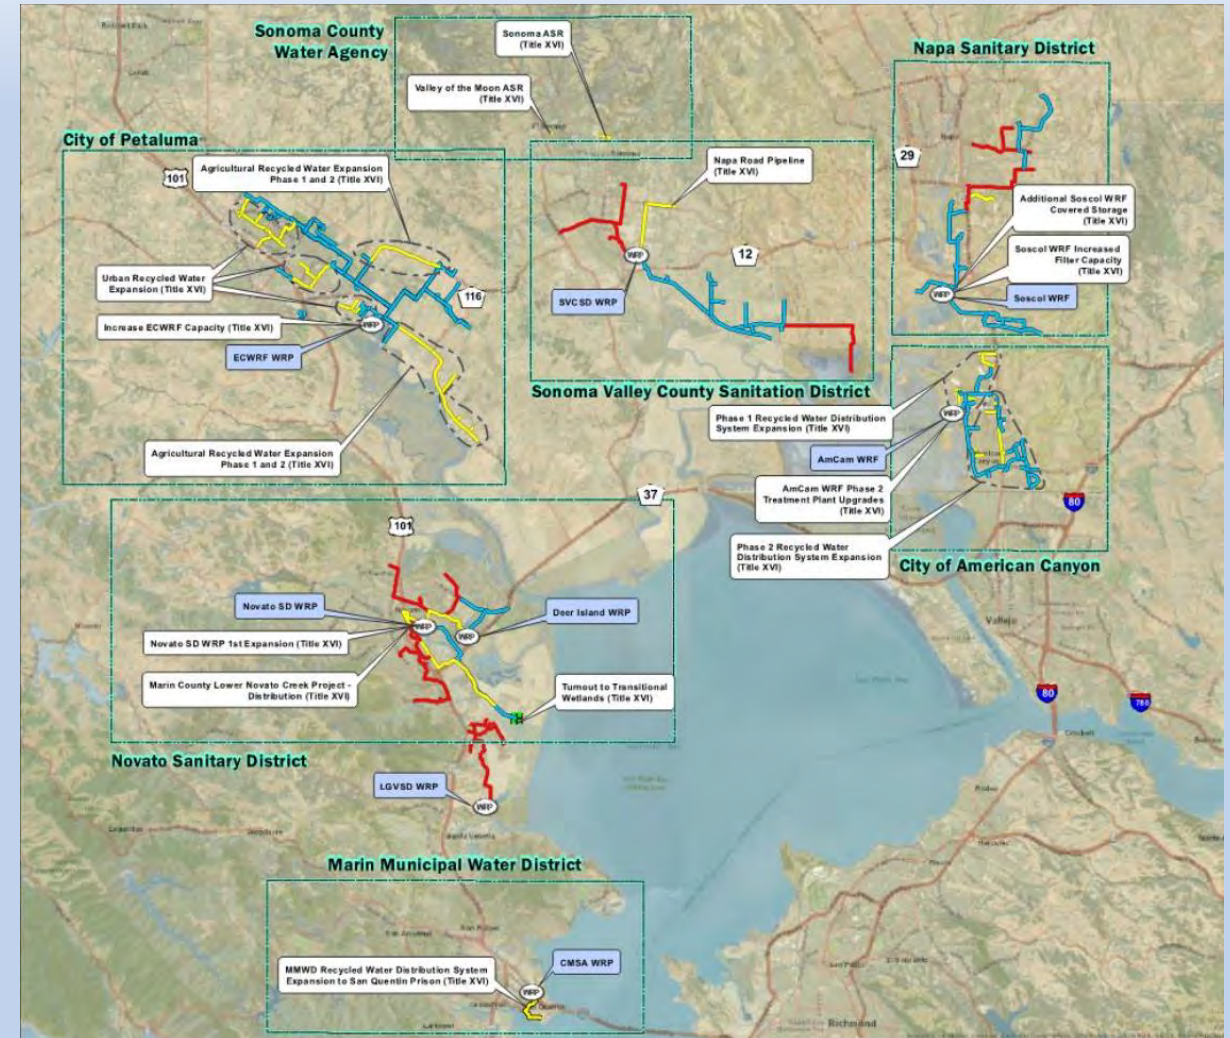 Sonoma County
Water Agency
Sonoma ASR
(Title XVI)
Valley of the Moon ASR
(Title XVI)
Napa Sanitary District
29
Additional Soscol WRF
Covered Storage
(Title XVI)
Soscol WRF Increased
Filter Capacity
(Title XVI)
Soscol WRF
WRP
City of Petaluma
101
Agricultural Recycled Water Expansion
Phase 1 and 2 (Title XVI)
Urban Recycled Water
Expansion (Title XVI)
116
Increase ECWRF Capacity (Title XVI)
WRP
ECWRF WRP
Agricultural Recycled Water Expansion
Phase 1 and 2 (Title XVI)
Napa Road Pipeline
(Title XVI)
WRP
12
SVCSD WRP
Sonoma Valley County Sanitation District
Phase 1 Recycled Water Distribution
System Expansion (Title XVI)
WRP
AmCam WRF
AmCam WRF Phase 2
Treatment Plant Upgrades
(Title XVI)
Phase 2 Recycled Water
Distribution System Expansion
(Title XVI)
80
City of American Canyon
37
101
Novato SD WRP
Deer Island WRP
WRP
WRP
Novato SD WRP 1st Expansion (Title XVI)
Marin County Lower Novato Creek Project -
Distribution (Title XVI)
Turnout to Transitional
Wetlands (Title XVI)
Novato Sanitary District
LGVSD WRP
WRP
Vallejo
80
780
Marin Municipal Water District
CMSA WRP
MMWD Recycled Water Distribution System
Expansion to San Quentin Prison (Title XVI)
WRP
Richmond